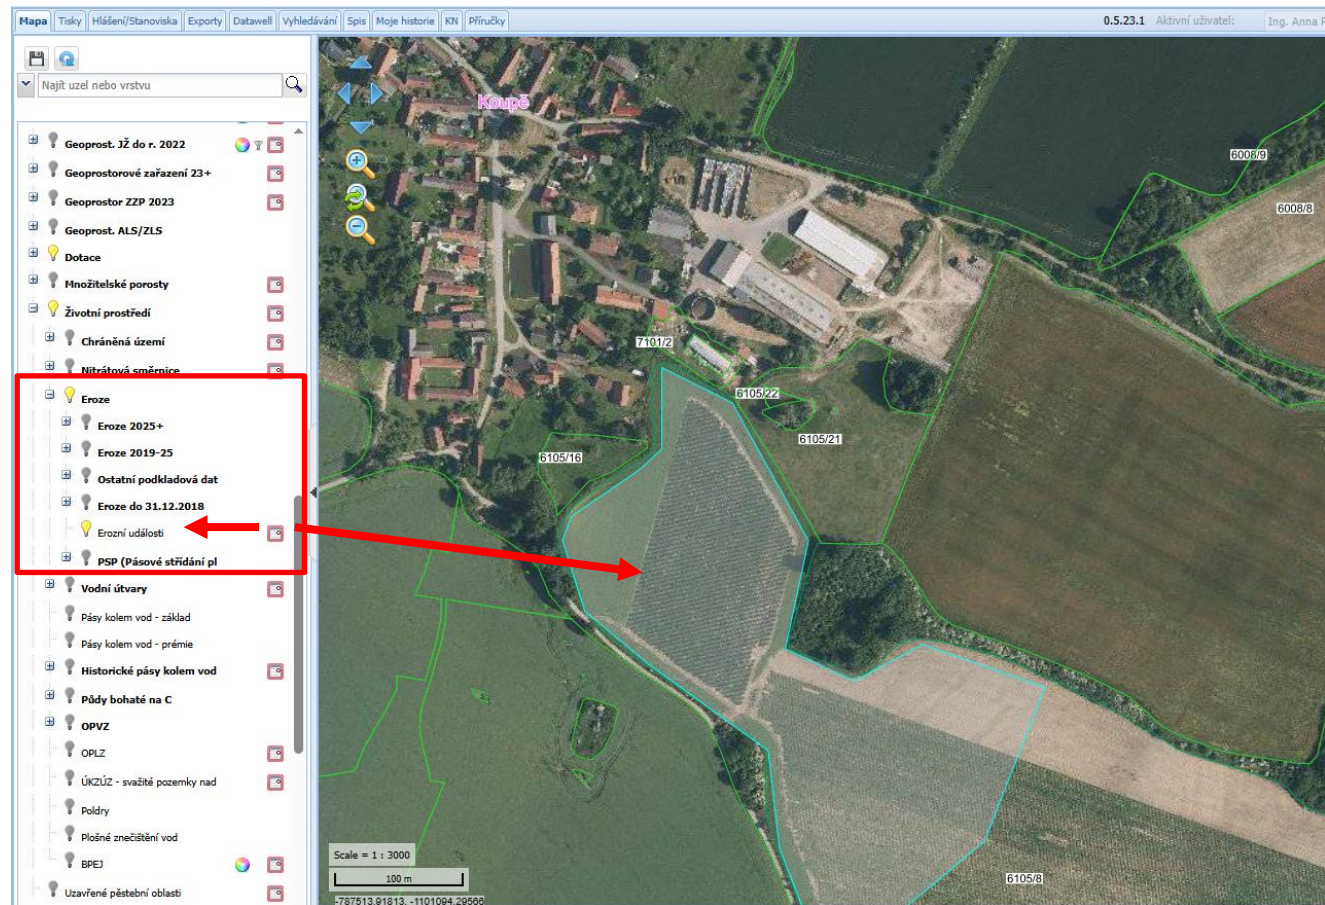 Mapa Tisky Hlášení/Stanoviska Exporty Datawell Vyhledávání Spis Moje historie KN Příručky 0.5.23.1 Aktivní uživatel: Ing. Anna
Najít uzel nebo vrstvu
Geoprost. JŽ do r. 2022
Geoprostorové zařazení 23+
Geoprostor ZZP 2023
Geoprost. ALS/ZLS
Dotace
Množitelské porosty
Životní prostředí
Chráněná území
Nitrátová směrnice
Eroze
Eroze 2025+
Eroze 2019-25
Ostatní podkladová dat
Eroze do 31.12.2018
Erozní události
PSP (Pásové střídání pl
Vodní útvary
Pásy kolem vod - základ
Pásy kolem vod - prémie
Historické pásy kolem vod
Půdy bohaté na C
OPVZ
OPLZ
ÚKZÚZ - svažité pozemky nad
Poldry
Plošné znečištění vod
BPEJ
Uzavřené pěstební oblasti
Koupě
6008/9
6008/8
7101/2
6105/22
6105/21
6105/16
6105/8
Scale = 1 : 3000
100 m
-787513.91813, -1101094.29566